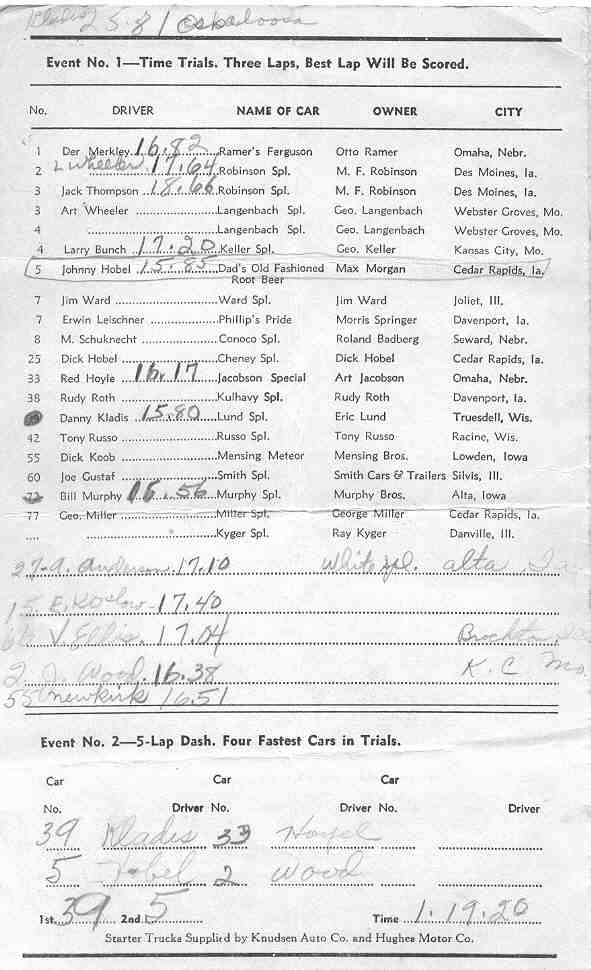 Kladis 25.81 Oskaloosa
Event No. 1—Time Trials. Three Laps, Best Lap Will Be Scored.
No. DRIVER NAME OF CAR OWNER CITY
1 Der Merkley 16.82 Ramer's Ferguson Otto Ramer Omaha, Nebr.
2 L Wheeler 17.64 Robinson Spl. M. F. Robinson Des Moines, Ia.
3 Jack Thompson 18.66 Robinson Spl. M. F. Robinson Des Moines, Ia.
3 Art Wheeler Langenbach Spl. Geo. Langenbach Webster Groves, Mo.
4 Langenbach Spl. Geo. Langenbach Webster Groves, Mo.
4 Larry Bunch 17.20 Keller Spl. Geo. Keller Kansas City, Mo.
5 Johnny Hobel 15.85 Dad's Old Fashioned Max Morgan Cedar Rapids, Ia.
Root Beer
7 Jim Ward Ward Spl. Jim Ward Joliet, Ill.
7 Erwin Leischner Phillip's Pride Morris Springer Davenport, Ia.
8 M. Schuknecht Conoco Spl. Roland Badberg Seward, Nebr.
25 Dick Hobel Cheney Spl. Dick Hobel Cedar Rapids, Ia.
33 Red Hoyle 16.17 Jacobson Special Art Jacobson Omaha, Nebr.
38 Rudy Roth Kulhavy Spl. Rudy Roth Davenport, Ia.
Danny Kladis 15.80 Lund Spl. Eric Lund Truesdell, Wis.
42 Tony Russo Russo Spl. Tony Russo Racine, Wis.
55 Dick Koob Mensing Meteor Mensing Bros. Lowden, Iowa
60 Joe Gustaf Smith Spl. Smith Cars & Trailers Silvis, Ill.
72 Bill Murphy 16.56 Murphy Spl. Murphy Bros. Alta, Iowa
77 Geo. Miller Miller Spl. George Miller Cedar Rapids, Ia.
.... Kyger Spl. Ray Kyger Danville, Ill.
27 A. Anderson 17.10 White Spl. Alta Ia
15 E. Koslow 17.40
V. Ellis. 17.04
2 J. Wood. 16.38 K. C Mo.
55 Newkirk 16.51
Event No. 2—5-Lap Dash. Four Fastest Cars in Trials.
Car Car Car
No. Driver No. Driver No. Driver
39 Kladis 33 Hoyel
5 Hobel 2 Wood
1st 39 2nd 5 Time 1.19.20
Starter Trucks Supplied by Knudsen Auto Co. and Hughes Motor Co.